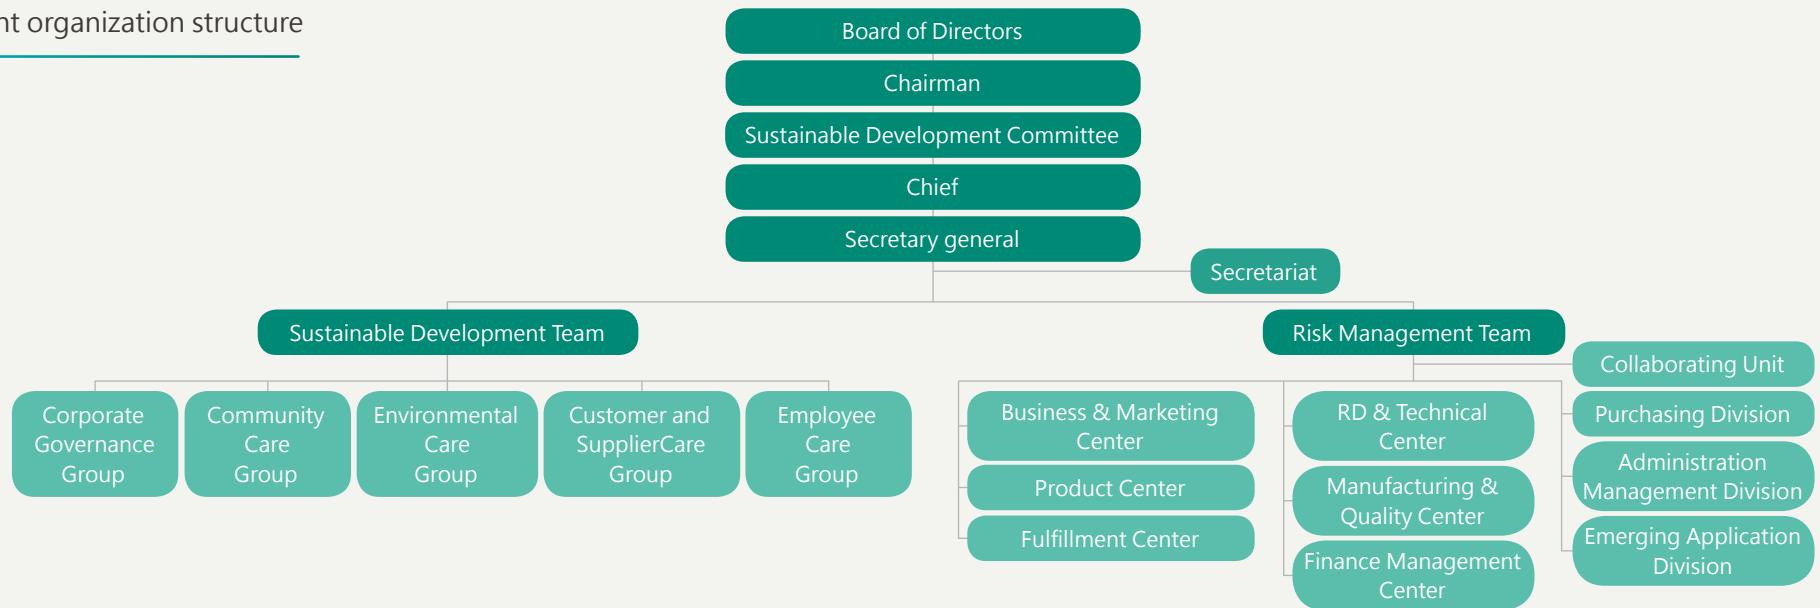 organization structure
Board of Directors
Chairman
Sustainable Development Committee
Chief
Secretary general
Secretariat
Sustainable Development Team
Risk Management Team
Corporate
Governance
Group
Community
Care
Group
Environmental
Care
Group
Customer and
SupplierCare
Group
Employee
Care
Group
Business & Marketing
Center
Product Center
Fulfillment Center
RD & Technical
Center
Manufacturing &
Quality Center
Finance Management
Center
Collaborating Unit
Purchasing Division
Administration
Management Division
Emerging Application
Division